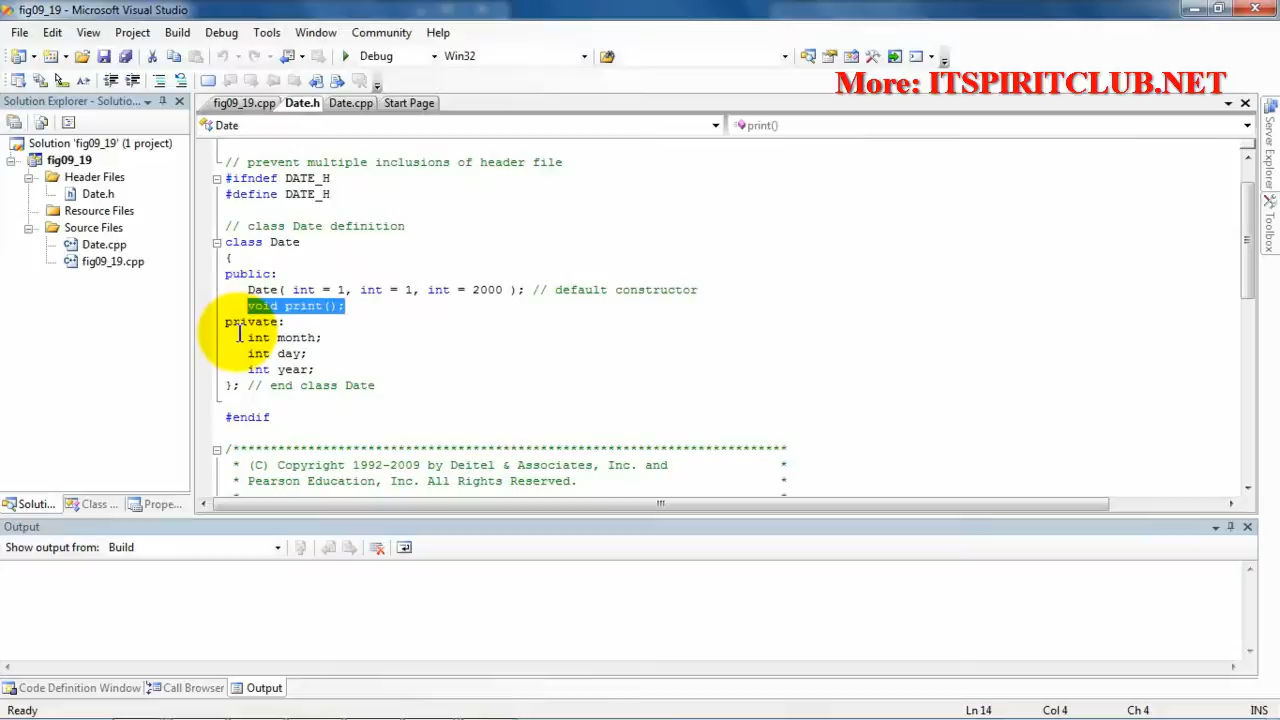 fig09_19 - Microsoft Visual Studio
File Edit View Project Build Debug Tools Window Community Help
Debug Win32
More: ITSPIRITCLUB.NET
Solution Explorer - Solutio...
fig09_19.cpp Date.h Date.cpp Start Page
Date print()
Solution 'fig09_19' (1 project)
fig09_19
Header Files
Date.h
Resource Files
Source Files
Date.cpp
fig09_19.cpp
// prevent multiple inclusions of header file
#ifndef DATE_H
#define DATE_H
// class Date definition
class Date
{
public:
Date( int = 1, int = 1, int = 2000 ); // default constructor
void print();
private:
int month;
int day;
int year;
}; // end class Date
#endif
/**************************************************************************
* (C) Copyright 1992-2009 by Deitel & Associates, Inc. and *
* Pearson Education, Inc. All Rights Reserved. *
Server Explorer
Toolbox
Soluti... Class ... Prope...
Output
Show output from: Build
Code Definition Window Call Browser Output
Ready Ln 14 Col 4 Ch 4 INS